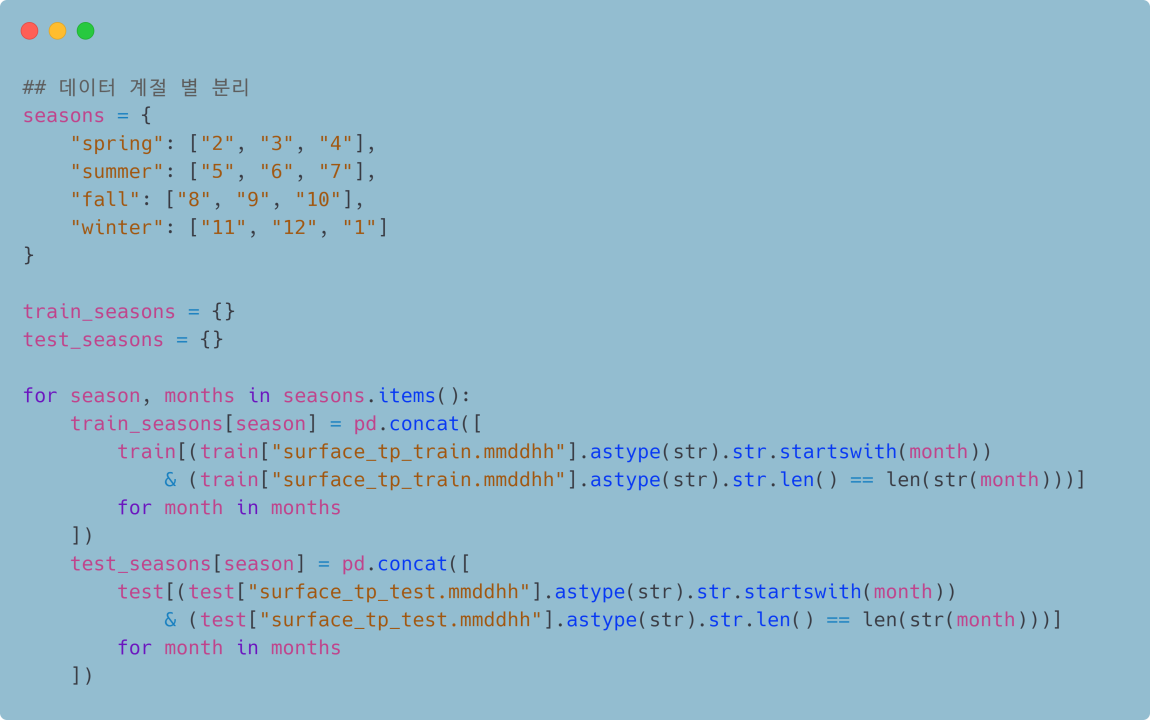 ## 데이터 계절 별 분리
seasons = {
    "spring": ["2", "3", "4"],
    "summer": ["5", "6", "7"],
    "fall": ["8", "9", "10"],
    "winter": ["11", "12", "1"]
}

train_seasons = {}
test_seasons = {}

for season, months in seasons.items():
    train_seasons[season] = pd.concat([
        train[(train["surface_tp_train.mmddhh"].astype(str).str.startswith(month))
            & (train["surface_tp_train.mmddhh"].astype(str).str.len() == len(str(month)))]
        for month in months
    ])
    test_seasons[season] = pd.concat([
        test[(test["surface_tp_test.mmddhh"].astype(str).str.startswith(month))
            & (test["surface_tp_test.mmddhh"].astype(str).str.len() == len(str(month)))]
        for month in months
    ])